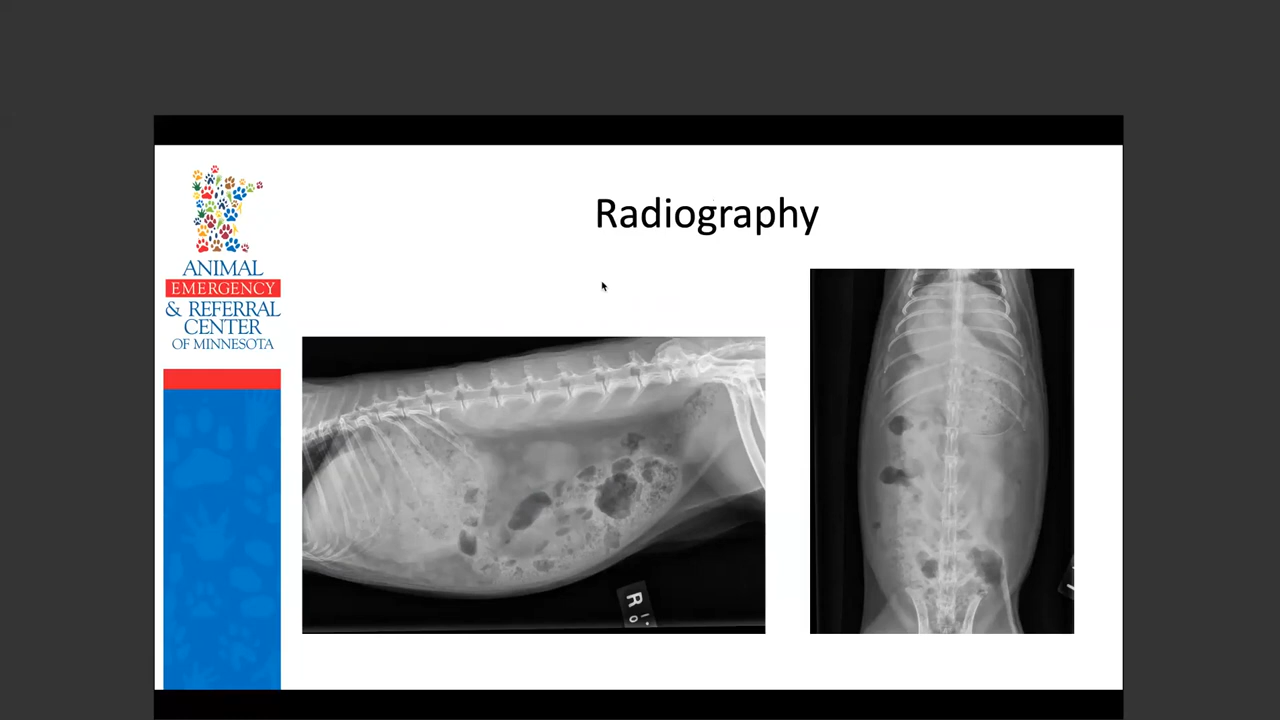 Radiography
ANIMAL
EMERGENCY
& REFERRAL
CENTER
OF MINNESOTA
R